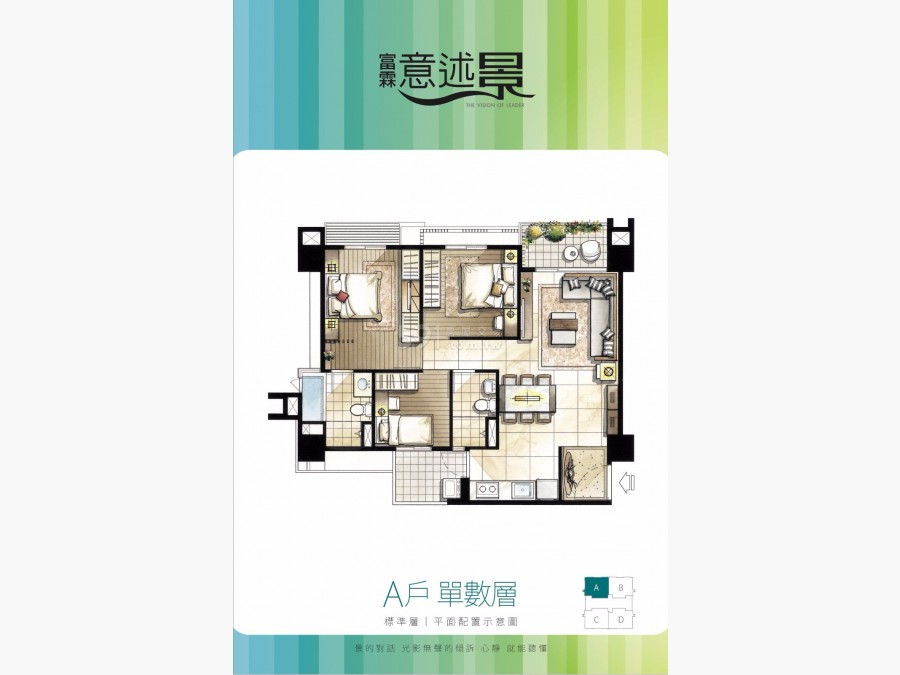 富霖 意述景
THE VISION OF LEADER
A戶 單數層
標準層｜平面配置示意圖
A B
C D
景的對話 光影無聲的傾訴 心靜 就能聽懂